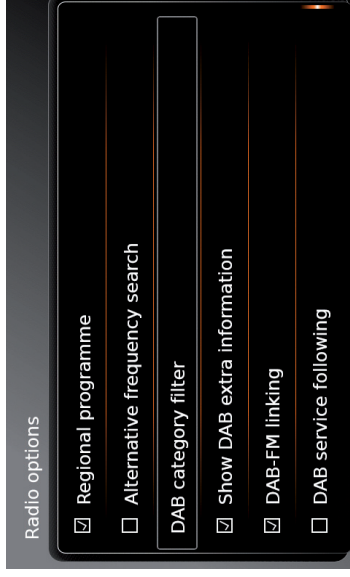 Radio options
Regional programme
Alternative frequency search
DAB category filter
Show DAB extra information
DAB-FM linking
DAB service following